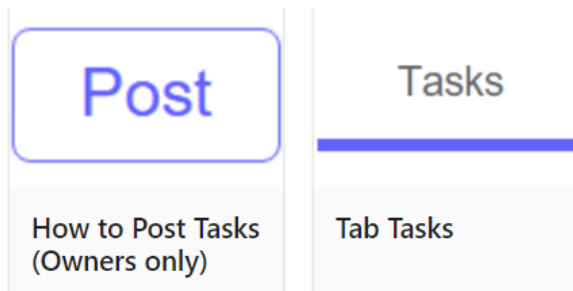 Post
How to Post Tasks
(Owners only)
Tasks
Tab Tasks